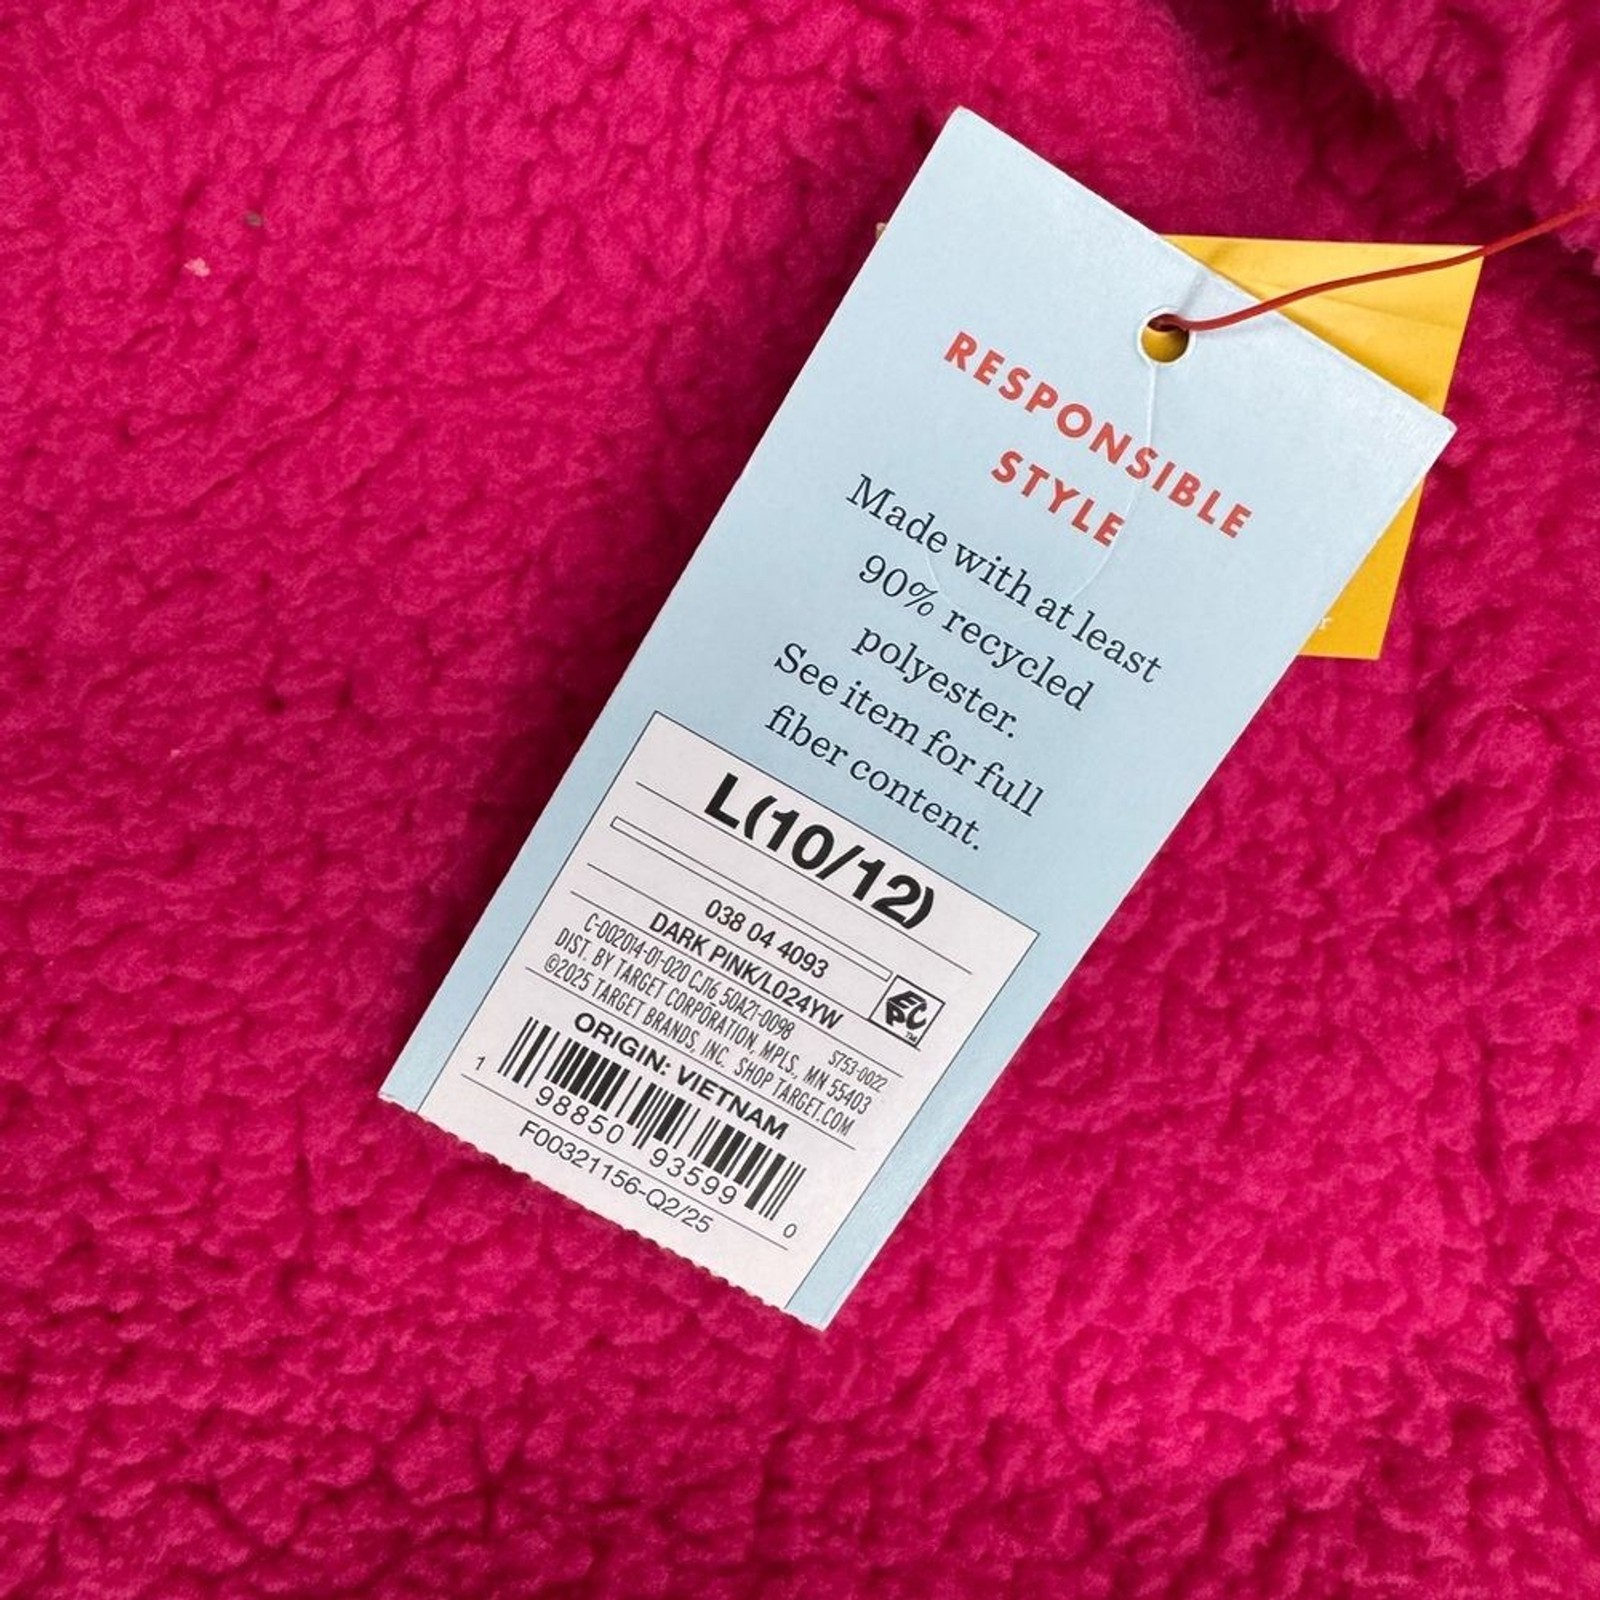 RESPONSIBLE
STYLE
Made with at least
90% recycled
polyester.
See item for full
fiber content.
L(10/12)
038 04 4093
DARK PINK/L024YW
C-002014-01-020 CJ16 50A21-0098
S753-0022
DIST. BY TARGET CORPORATION, MPLS., MN 55403
©2025 TARGET BRANDS, INC. SHOP TARGET.COM
EPC™
ORIGIN: VIETNAM
1 98850 93599 0
F00321156-Q2/25